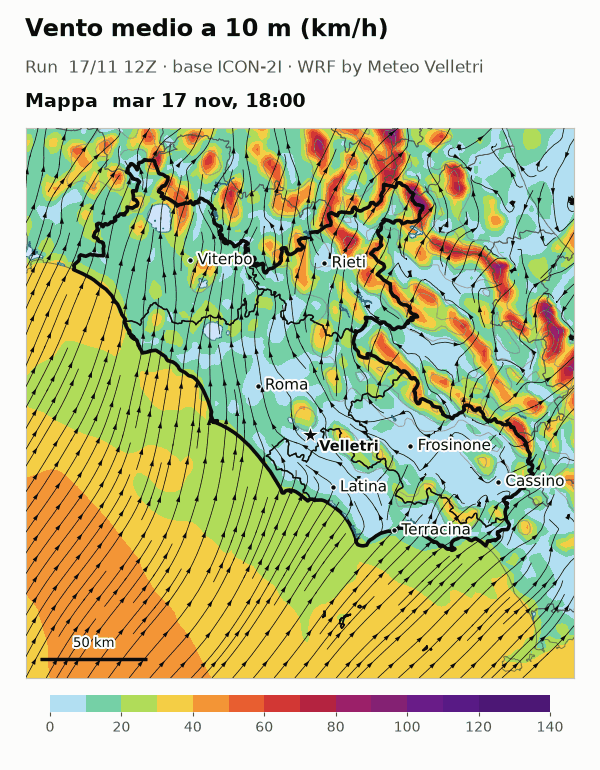 Vento medio a 10 m (km/h)
Run  17/11 12Z · base ICON-2I · WRF by Meteo Velletri
Mappa  mar 17 nov, 18:00
Viterbo
Rieti
Roma
Velletri
Frosinone
Latina
Cassino
Terracina
50 km
0 20 40 60 80 100 120 140